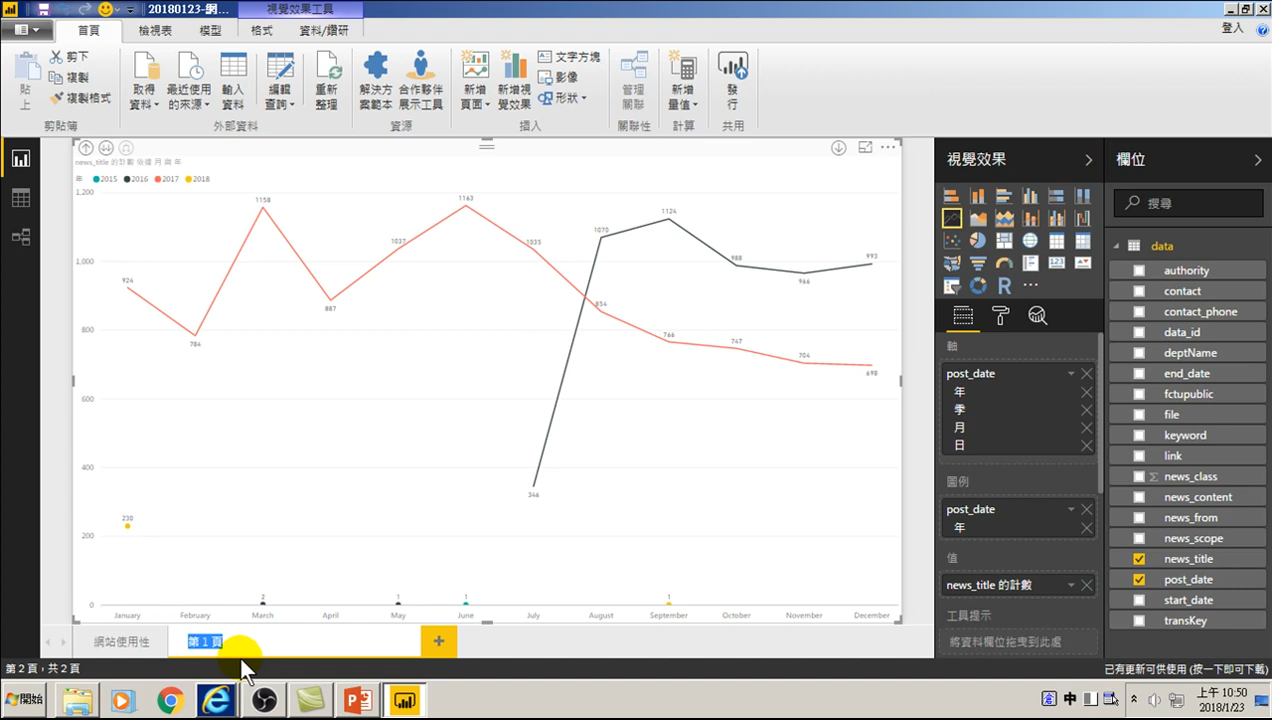 20180123-網...
視覺效果工具
首頁
檢視表
模型
格式
資料/鑽研
登入
貼上
剪下
複製
複製格式
剪貼簿
取得資料
最近使用的來源
輸入資料
編輯查詢
重新整理
外部資料
解決方案範本
合作夥伴展示工具
資源
新增頁面
新增視覺效果
文字方塊
影像
形狀
插入
管理關聯
關聯性
新增量值
計算
發行
共用
news_title 的計數 依據 月 與 年
年 2015 2016 2017 2018
1,200
1,000
800
600
400
200
0
924
784
1158
887
1037
1163
1035
854
766
747
704
698
346
1070
1124
988
966
993
230
2
1
1
1
January February March April May June July August September October November December
網站使用性
第 1 頁
第 2 頁，共 2 頁
視覺效果
軸
post_date
年
季
月
日
圖例
post_date
年
值
news_title 的計數
工具提示
將資料欄位拖曳到此處
欄位
搜尋
data
authority
contact
contact_phone
data_id
deptName
end_date
fctupublic
file
keyword
link
news_class
news_content
news_from
news_scope
news_title
post_date
start_date
transKey
已有更新可供使用 (按一下即可下載)
開始
中
上午 10:50
2018/1/23